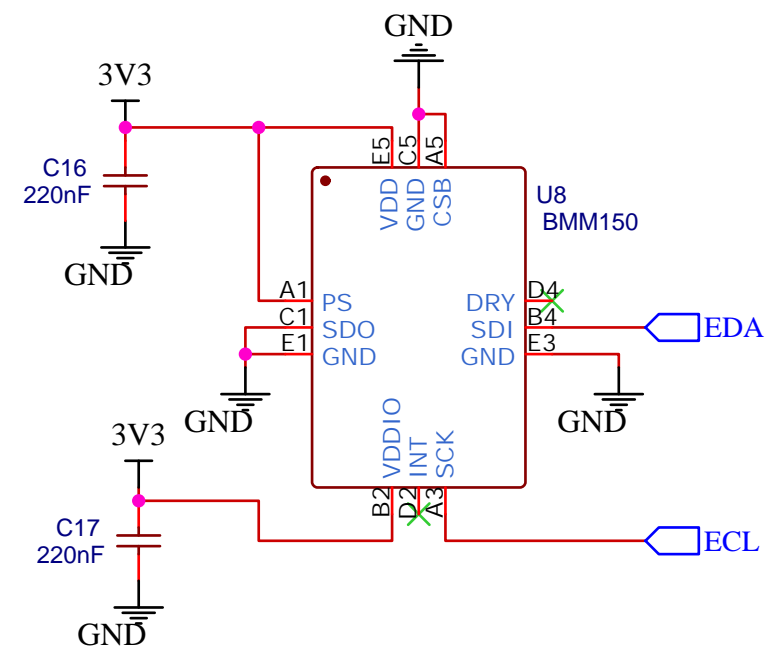 GND
3V3
C16
220nF
GND
E5
C5
A5
VDD
GND
CSB
U8
BMM150
A1
PS
C1
SDO
E1
GND
GND
DRY
D4
SDI
B4
EDA
GND
E3
GND
3V3
C17
220nF
GND
VDDIO
INT
SCK
B2
D2
A3
ECL